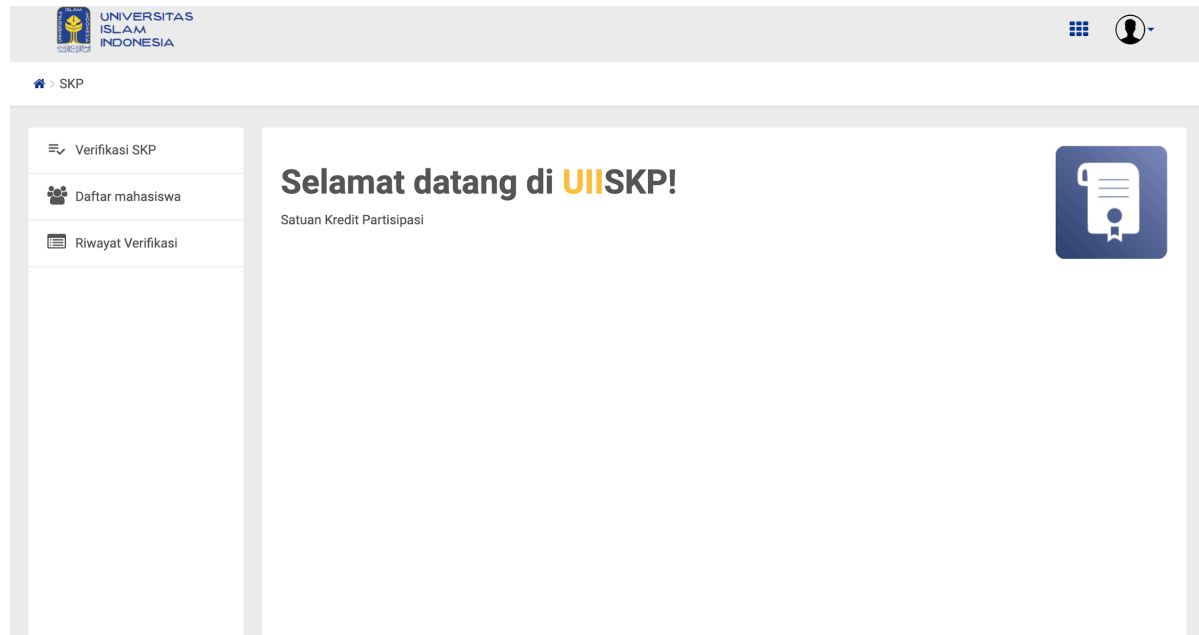 UNIVERSITAS
ISLAM
INDONESIA
SKP
Verifikasi SKP
Daftar mahasiswa
Riwayat Verifikasi
Selamat datang di UIISKP!
Satuan Kredit Partisipasi